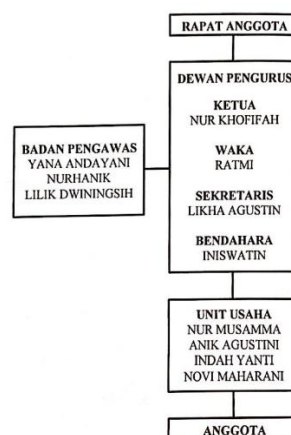 RAPAT ANGGOTA
DEWAN PENGURUS
KETUA
NUR KHOFIFAH
WAKA
RATMI
SEKRETARIS
LIKHA AGUSTIN
BENDAHARA
INISWATIN
BADAN PENGAWAS
YANA ANDAYANI
NURHANIK
LILIK DWININGSIH
UNIT USAHA
NUR MUSAMMA
ANIK AGUSTINI
INDAH YANTI
NOVI MAHARANI
ANGGOTA